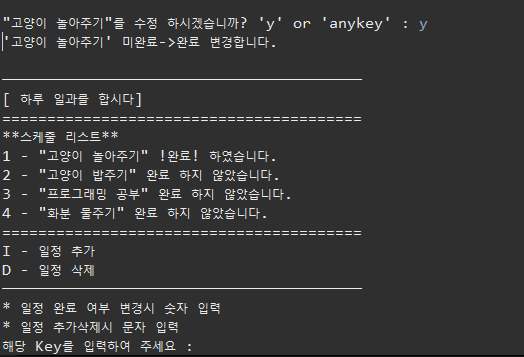 "고양이 놀아주기"를 수정 하시겠습니까? 'y' or 'anykey' : y
'고양이 놀아주기' 미완료->완료 변경합니다.
────────────────────────────────────────
[ 하루 일과를 합시다]
========================================
**스케줄 리스트**
1 - "고양이 놀아주기" !완료! 하였습니다.
2 - "고양이 밥주기" 완료 하지 않았습니다.
3 - "프로그래밍 공부" 완료 하지 않았습니다.
4 - "화분 물주기" 완료 하지 않았습니다.
========================================
I - 일정 추가
D - 일정 삭제
────────────────────────────────────────
* 일정 완료 여부 변경시 숫자 입력
* 일정 추가삭제시 문자 입력
해당 Key를 입력하여 주세요 :